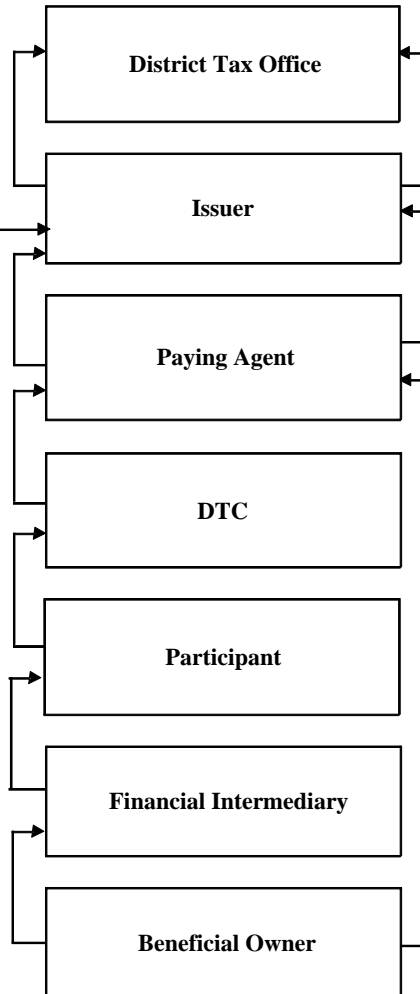 District Tax Office
Issuer
Paying Agent
DTC
Participant
Financial Intermediary
Beneficial Owner